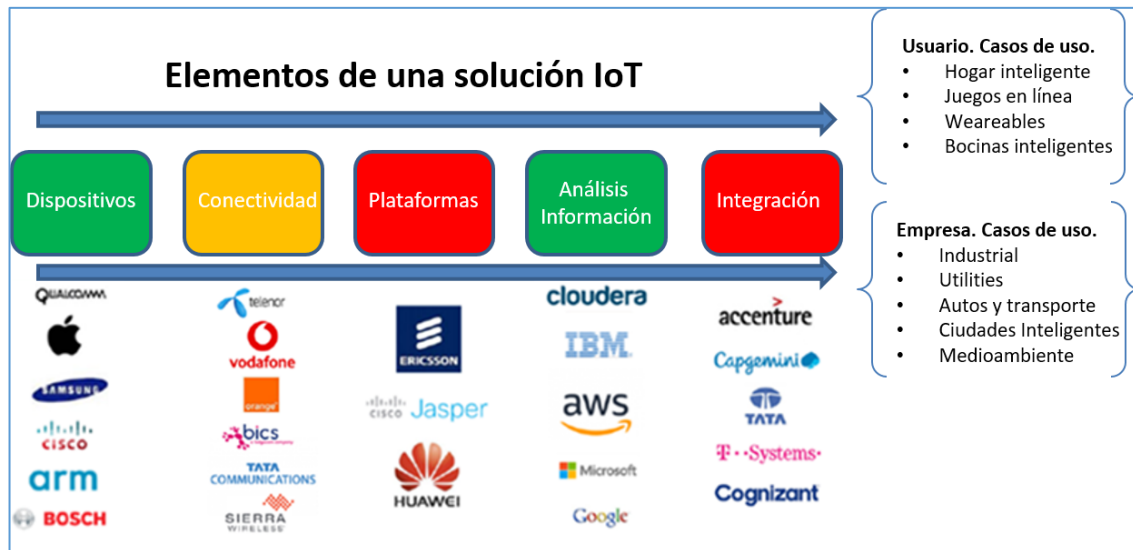 Elementos de una solución IoT
Dispositivos
Conectividad
Plataformas
Análisis
Información
Integración
QUALCOMM
SAMSUNG
CISCO
arm
BOSCH
telenor
vodafone
orange
bics
TATA
COMMUNICATIONS
SIERRA
WIRELESS
ERICSSON
CISCO Jasper
HUAWEI
cloudera
IBM
aws
Microsoft
Google
accenture
Capgemini
TATA
T··Systems·
Cognizant
Usuario. Casos de uso.
• Hogar inteligente
• Juegos en línea
• Weareables
• Bocinas inteligentes
Empresa. Casos de uso.
• Industrial
• Utilities
• Autos y transporte
• Ciudades Inteligentes
• Medioambiente